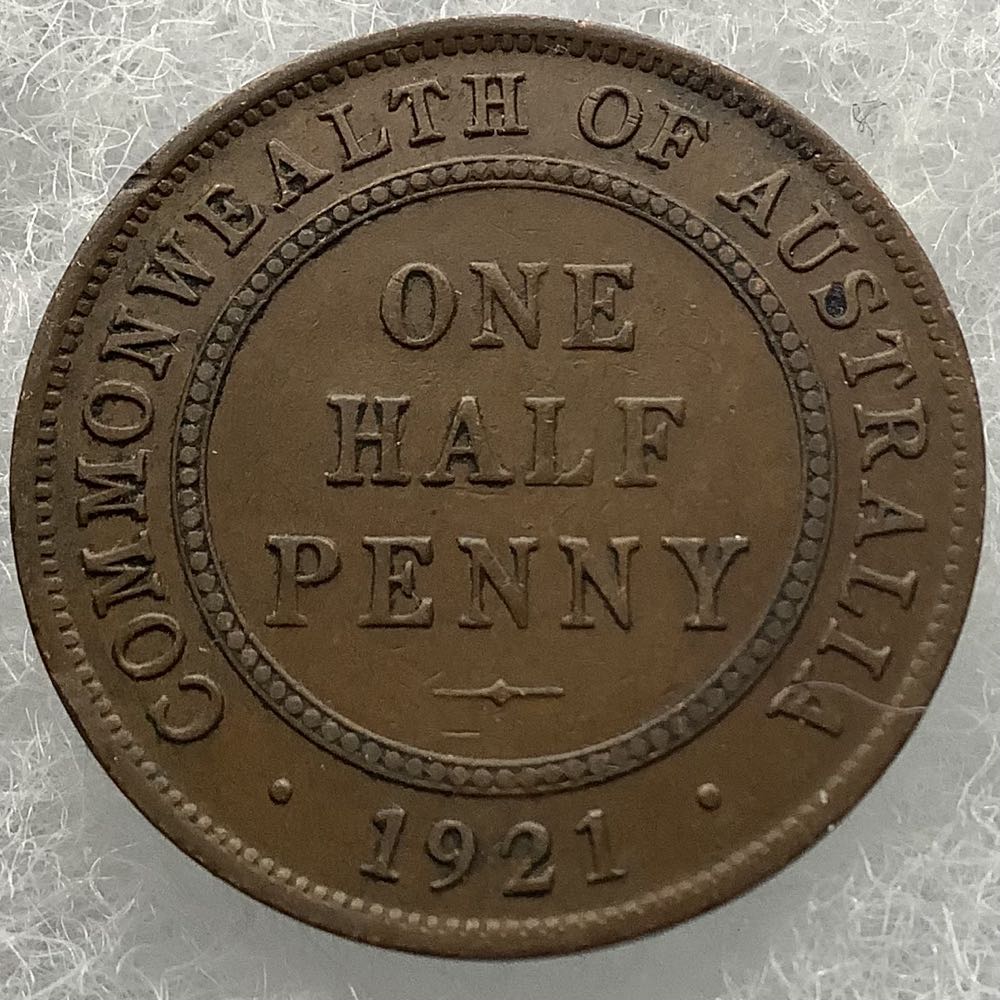 COMMONWEALTH OF AUSTRALIA
ONE
HALF
PENNY
· 1921 ·